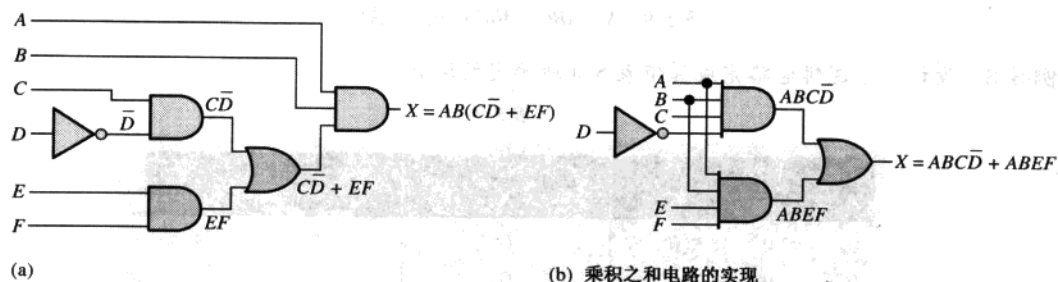 A
B
C
D
D̅
CD̅
E
F
EF
CD̅ + EF
X = AB(CD̅ + EF)
(a)
A
B
C
D
ABCD̅
E
F
ABEF
X = ABCD̅ + ABEF
(b) 乘积之和电路的实现